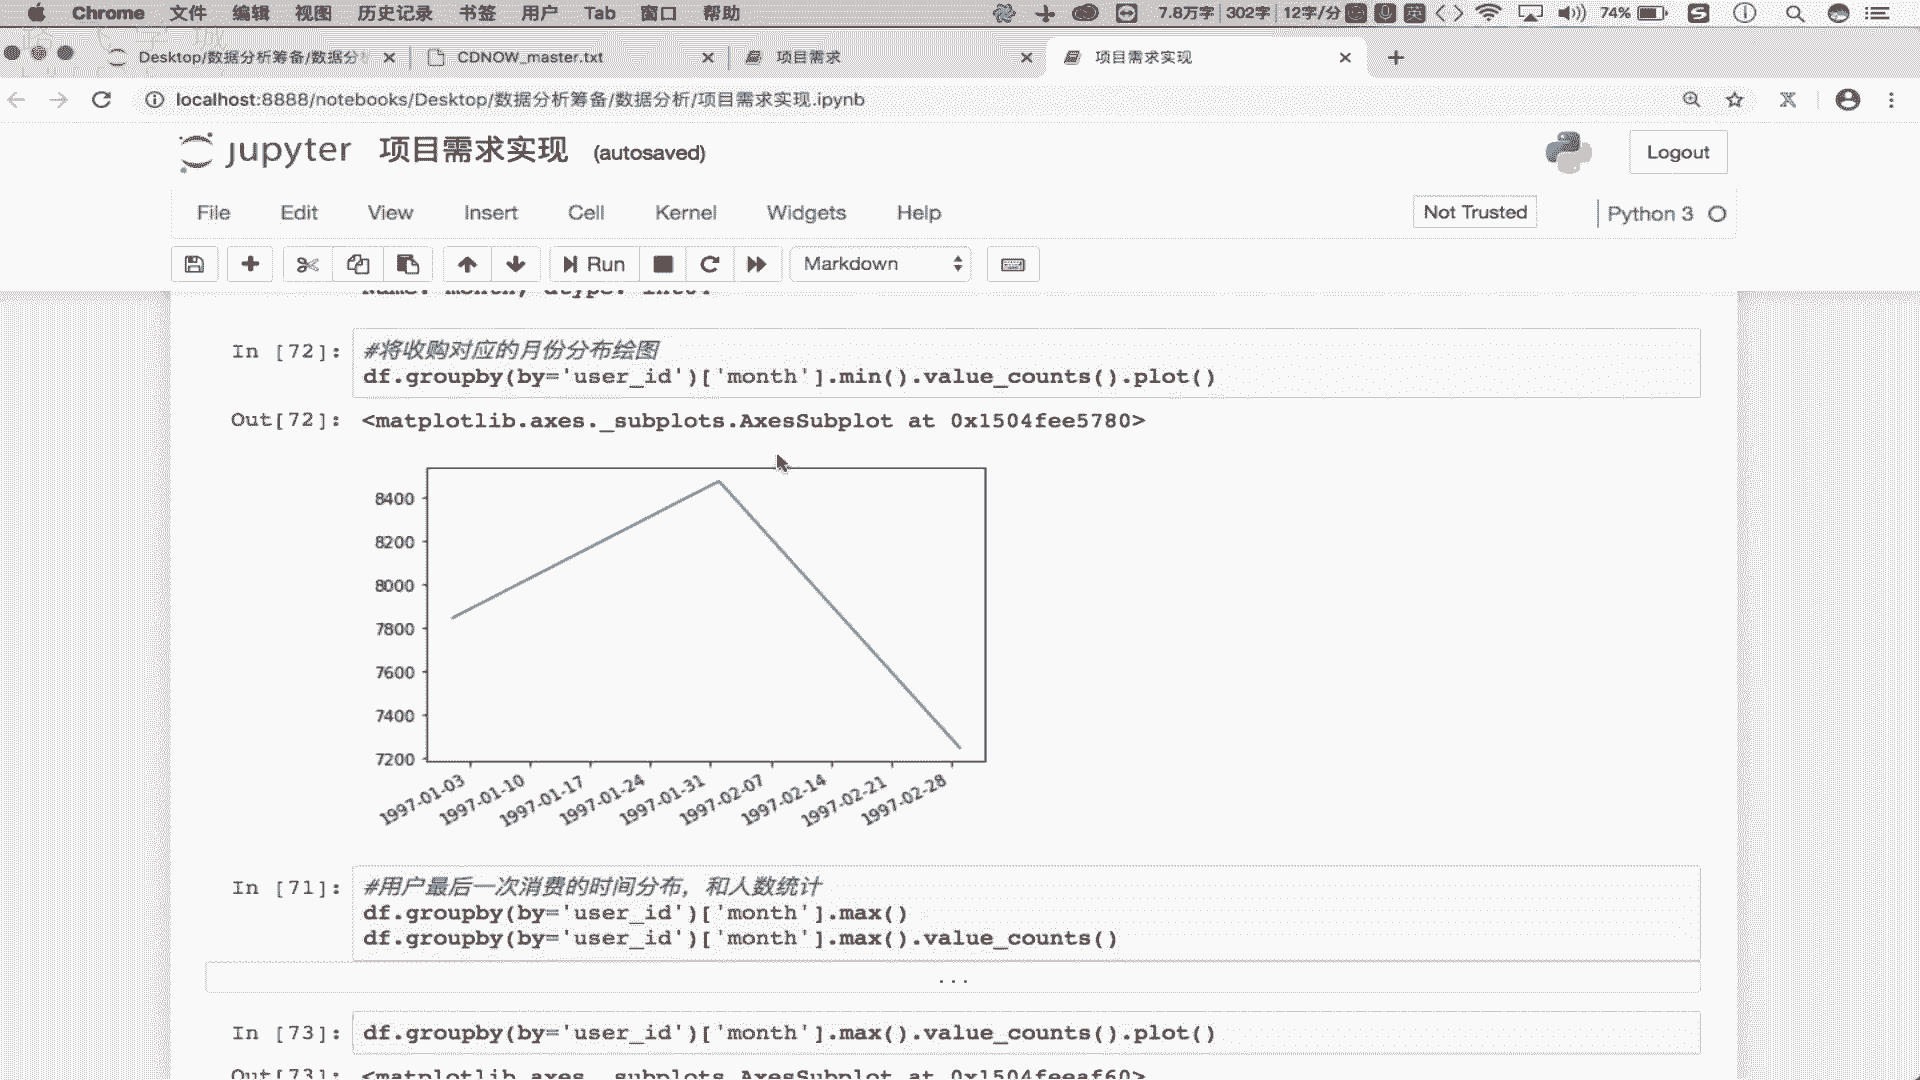 Chrome 文件 编辑 视图 历史记录 书签 用户 Tab 窗口 帮助 7.8万字 302字 12字/分 英 74% S
Desktop/数据分析筹备/数据分 CDNOW_master.txt 项目需求 项目需求实现
localhost:8888/notebooks/Desktop/数据分析筹备/数据分析/项目需求实现.ipynb
jupyter 项目需求实现 (autosaved) Logout
File Edit View Insert Cell Kernel Widgets Help Not Trusted Python 3
Run Markdown
name: month, dtype: int64
In [72]: #将收购对应的月份分布绘图
df.groupby(by='user_id')['month'].min().value_counts().plot()
Out[72]: <matplotlib.axes._subplots.AxesSubplot at 0x1504fee5780>
8400
8200
8000
7800
7600
7400
7200
1997-01-03 1997-01-10 1997-01-17 1997-01-24 1997-01-31 1997-02-07 1997-02-14 1997-02-21 1997-02-28
In [71]: #用户最后一次消费的时间分布，和人数统计
df.groupby(by='user_id')['month'].max()
df.groupby(by='user_id')['month'].max().value_counts()
...
In [73]: df.groupby(by='user_id')['month'].max().value_counts().plot()
Out[73]: <matplotlib.axes._subplots.AxesSubplot at 0x1504feeaf60>